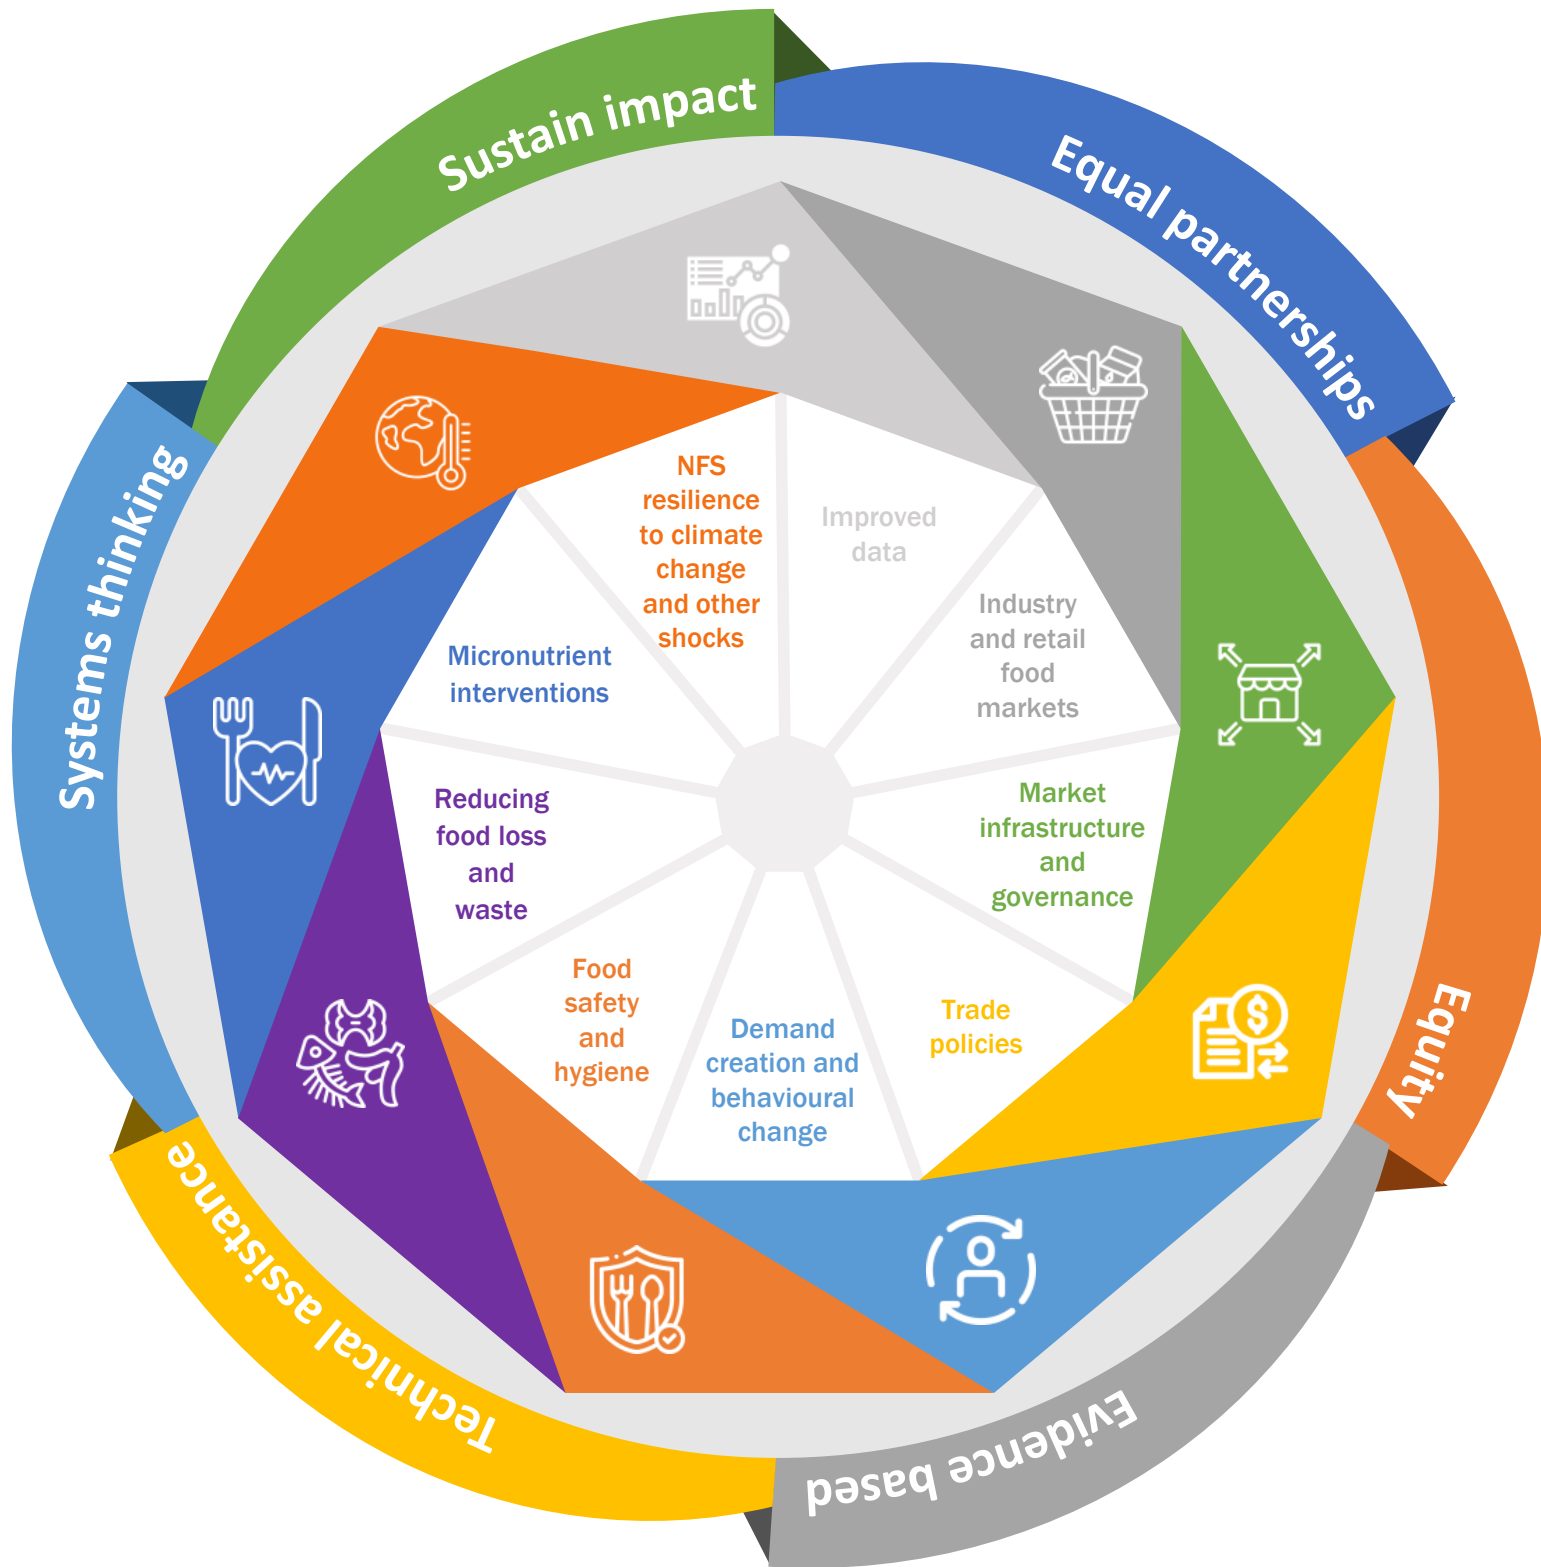 Sustain impact
Equal partnerships
Equity
Evidence based
Technical assistance
Systems thinking
NFS
resilience
to climate
change
and other
shocks
Improved
data
Industry
and retail
food
markets
Market
infrastructure
and
governance
Trade
policies
Demand
creation and
behavioural
change
Food
safety
and
hygiene
Reducing
food loss
and
waste
Micronutrient
interventions
$